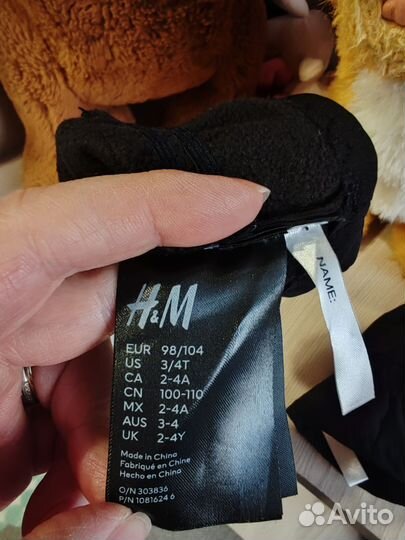 NAME:
H&M
EUR 98/104
US 3/4T
CA 2-4A
CN 100-110
MX 2-4A
AUS 3-4
UK 2-4Y
Made in China
Fabriqué en Chine
Hecho en China
O/N 303836
P/N 1081624 6
Avito